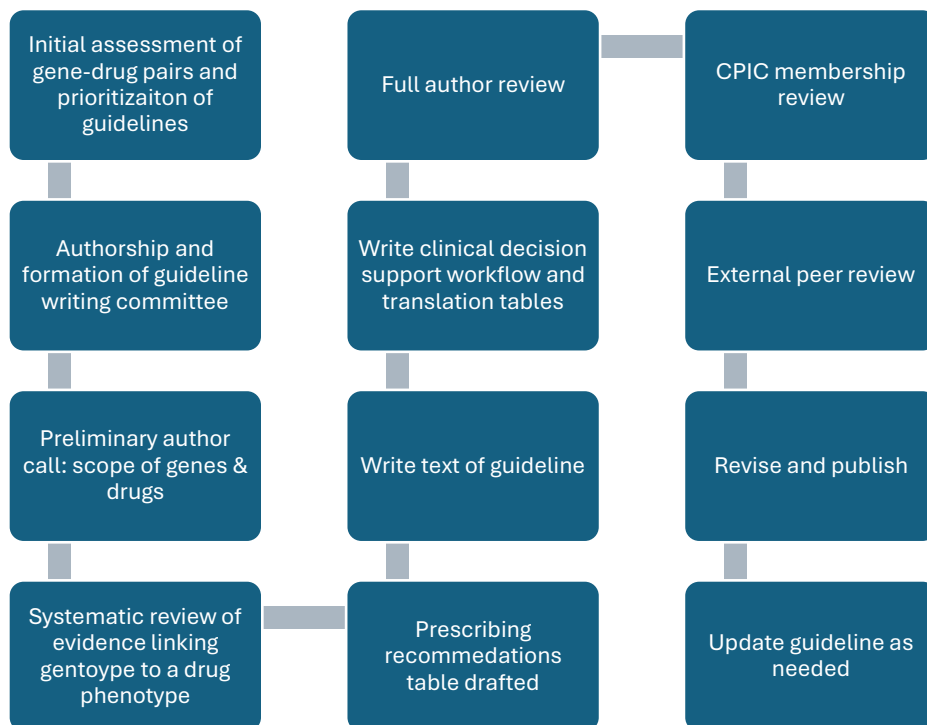 Initial assessment of
gene-drug pairs and
prioritizaiton of
guidelines
Authorship and
formation of guideline
writing committee
Preliminary author
call: scope of genes &
drugs
Systematic review of
evidence linking
gentoype to a drug
phenotype
Prescribing
recommedations
table drafted
Write text of guideline
Write clinical decision
support workflow and
translation tables
Full author review
CPIC membership
review
External peer review
Revise and publish
Update guideline as
needed